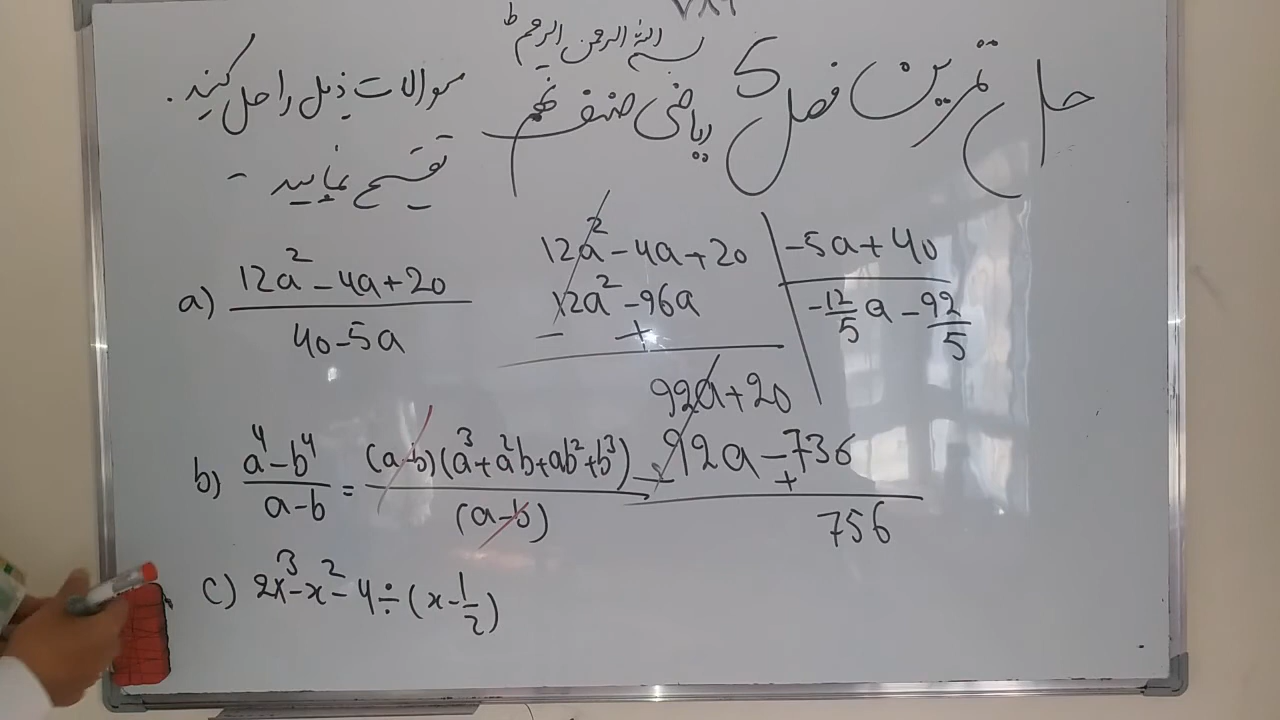 بسم الله الرحمن الرحیم ط
حل تمرین فصل 5 ریاضی صنف نهم
سوالات ذیل را حل کنید.
تقسیم نمایید -
a) (12a² - 4a + 20) / (40 - 5a)
12a² - 4a + 20 | -5a + 40
12a² - 96a | -12/5 a - 92/5
- +
92a + 20
92a - 736
- +
756
b) (a⁴ - b⁴) / (a - b) = (a-b)(a³ + a²b + ab² + b³) / (a-b)
c) 2x³ - x² - 4 ÷ (x - 1/2)